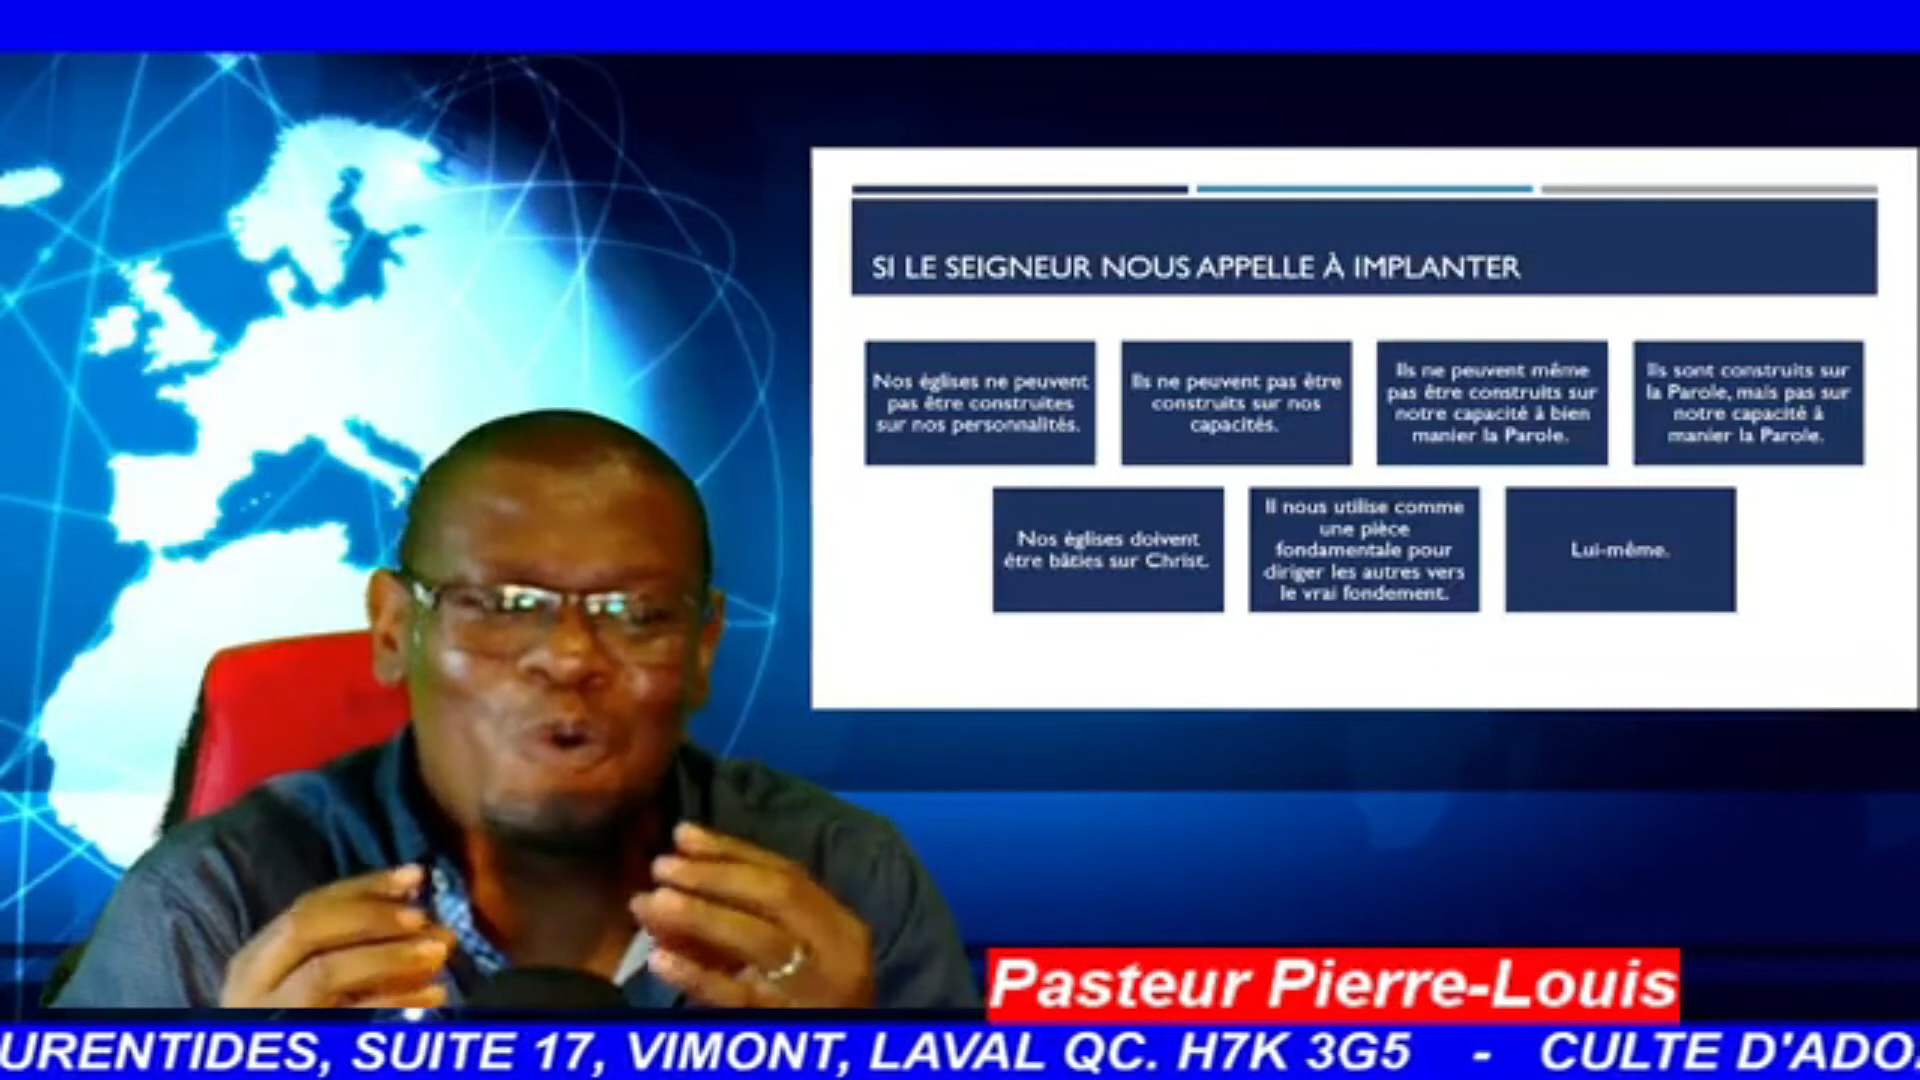 SI LE SEIGNEUR NOUS APPELLE À IMPLANTER
Nos églises ne peuvent
pas être construites
sur nos personnalités.
Ils ne peuvent pas être
construits sur nos
capacités.
Ils ne peuvent même
pas être construits sur
notre capacité à bien
manier la Parole.
Ils sont construits sur
la Parole, mais pas sur
notre capacité à
manier la Parole.
Nos églises doivent
être bâties sur Christ.
Il nous utilise comme
une pièce
fondamentale pour
diriger les autres vers
le vrai fondement.
Lui-même.
Pasteur Pierre-Louis
URENTIDES, SUITE 17, VIMONT, LAVAL QC. H7K 3G5 - CULTE D'ADO